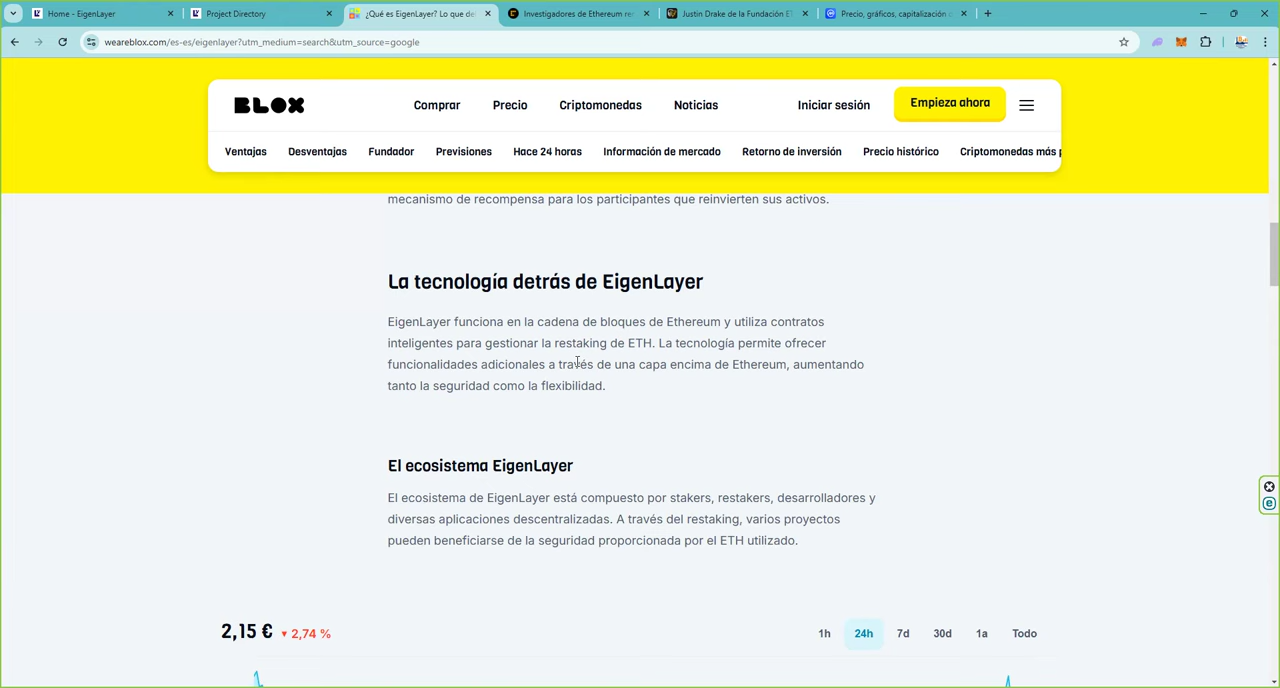 Home - EigenLayer
Project Directory
¿Qué es EigenLayer? Lo que de
Investigadores de Ethereum re
Justin Drake de la Fundación ET
Precio, gráficos, capitalización
weareblox.com/es-es/eigenlayer?utm_medium=search&utm_source=google
BLOX
Comprar
Precio
Criptomonedas
Noticias
Iniciar sesión
Empieza ahora
Ventajas
Desventajas
Fundador
Previsiones
Hace 24 horas
Información de mercado
Retorno de inversión
Precio histórico
Criptomonedas más p
mecanismo de recompensa para los participantes que reinvierten sus activos.
La tecnología detrás de EigenLayer
EigenLayer funciona en la cadena de bloques de Ethereum y utiliza contratos
inteligentes para gestionar la restaking de ETH. La tecnología permite ofrecer
funcionalidades adicionales a través de una capa encima de Ethereum, aumentando
tanto la seguridad como la flexibilidad.
El ecosistema EigenLayer
El ecosistema de EigenLayer está compuesto por stakers, restakers, desarrolladores y
diversas aplicaciones descentralizadas. A través del restaking, varios proyectos
pueden beneficiarse de la seguridad proporcionada por el ETH utilizado.
2,15 € ▾ 2,74 %
1h
24h
7d
30d
1a
Todo